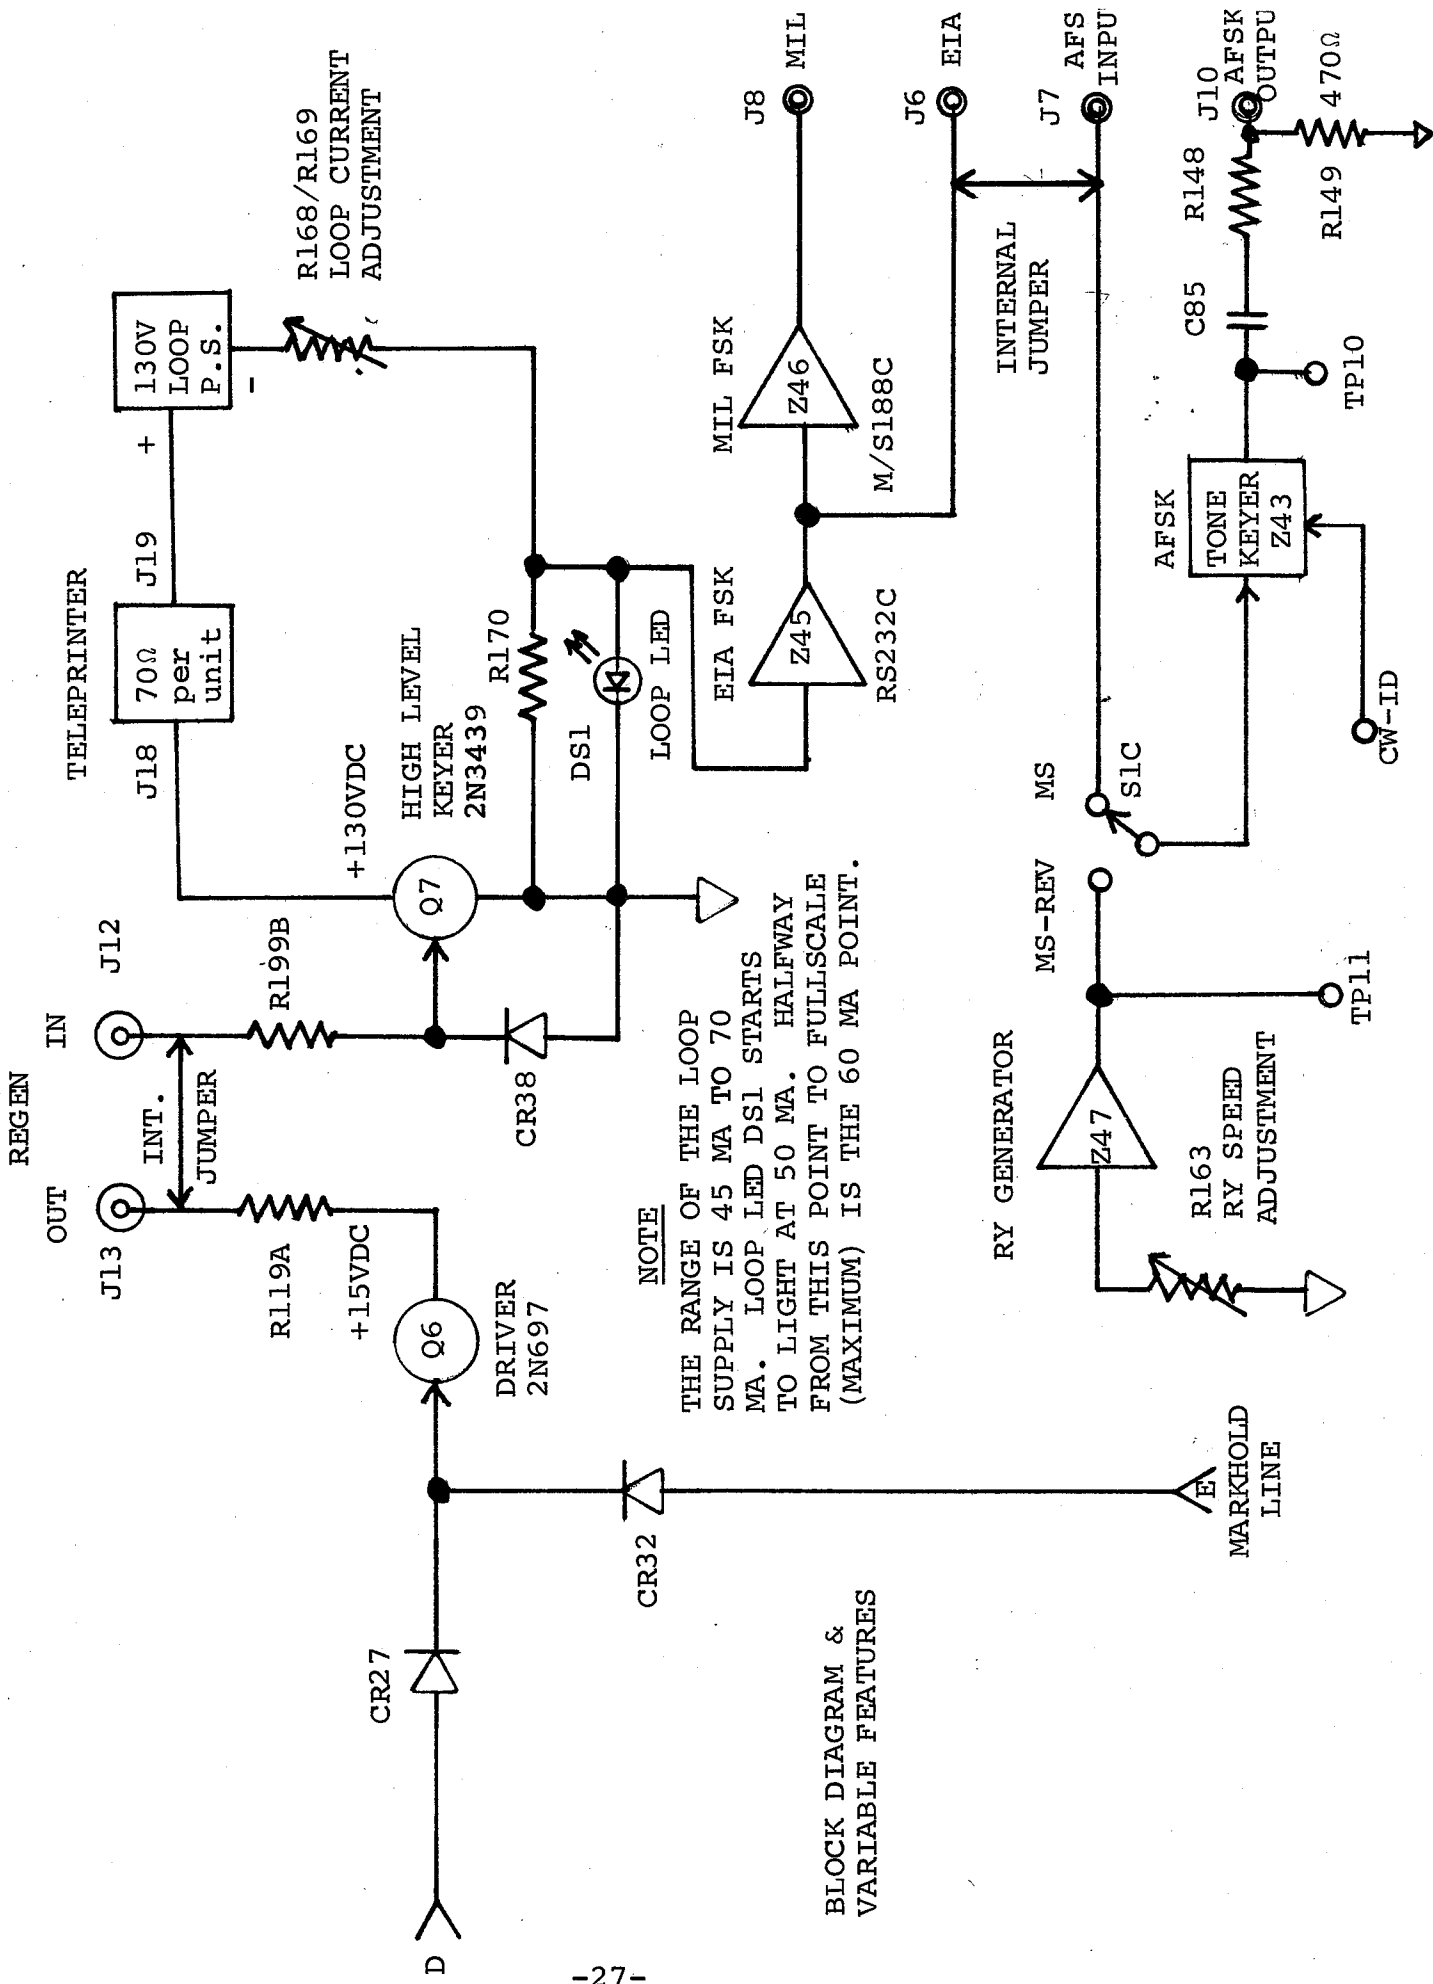 REGEN
OUT
IN
J13
J12
INT.
JUMPER
R119A
R199B
+15VDC
Q6
DRIVER
2N697
CR27
D
CR32
E
MARKHOLD
LINE
CR38
TELEPRINTER
J18
70Ω
per
unit
J19
+
130V
LOOP
P.S.
-
R168/R169
LOOP CURRENT
ADJUSTMENT
+130VDC
Q7
HIGH LEVEL
KEYER
2N3439
R170
DS1
LOOP LED
NOTE
THE RANGE OF THE LOOP
SUPPLY IS 45 MA TO 70
MA. LOOP LED DS1 STARTS
TO LIGHT AT 50 MA. HALFWAY
FROM THIS POINT TO FULLSCALE
(MAXIMUM) IS THE 60 MA POINT.
EIA FSK
Z45
RS232C
MIL FSK
Z46
M/S188C
J8
MIL
J6
EIA
INTERNAL
JUMPER
J7
AFS
INPU
RY GENERATOR
Z47
R163
RY SPEED
ADJUSTMENT
MS-REV
MS
S1C
TP11
AFSK
TONE
KEYER
Z43
CW-ID
TP10
C85
R148
J10
AFSK
OUTPU
R149
470Ω
BLOCK DIAGRAM &
VARIABLE FEATURES
-27-